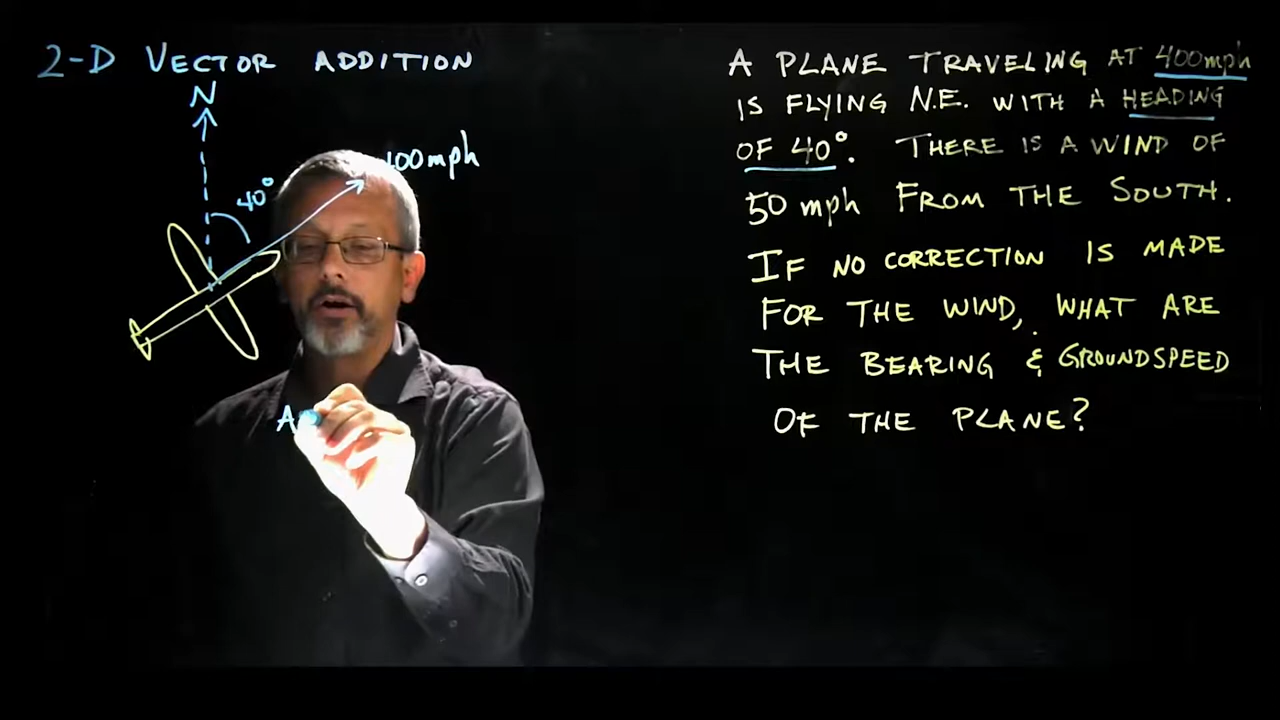 2-D VECTOR ADDITION
N
40°
400mph
A PLANE TRAVELING AT 400mph
IS FLYING N.E. WITH A HEADING
OF 40°. THERE IS A WIND OF
50 mph FROM THE SOUTH.
IF NO CORRECTION IS MADE
FOR THE WIND, WHAT ARE
THE BEARING & GROUNDSPEED
OF THE PLANE?